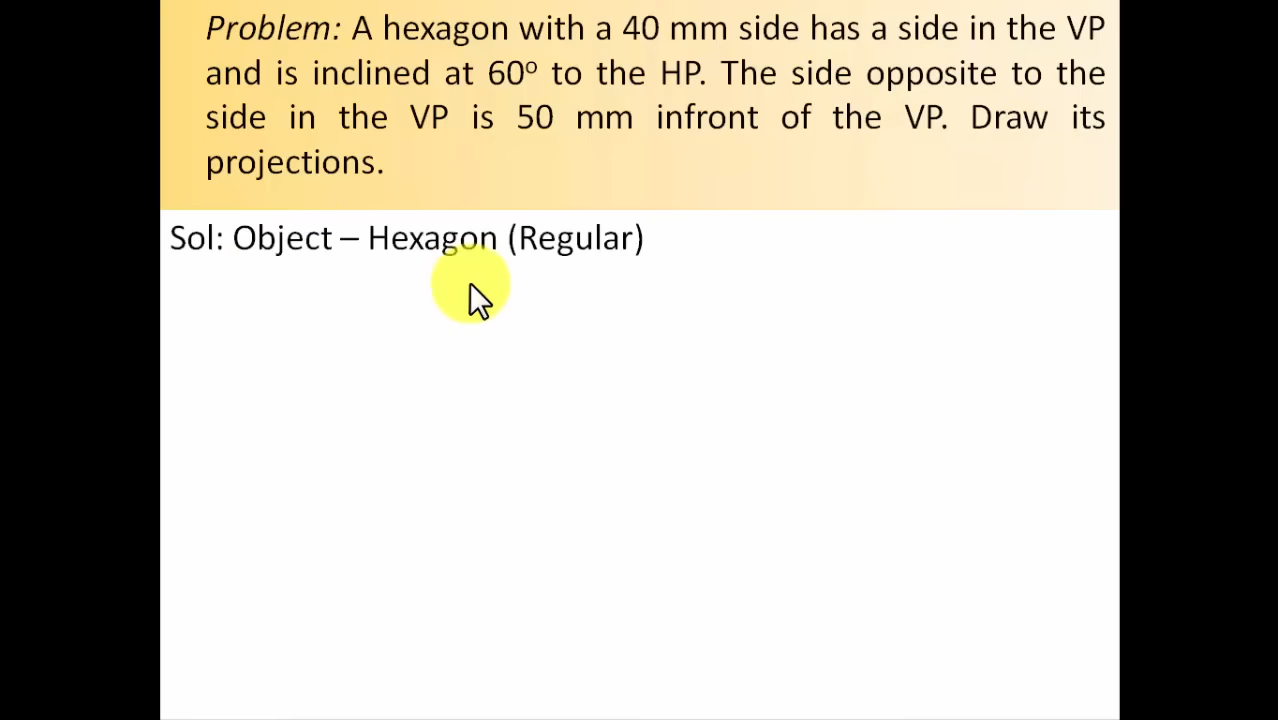 Problem: A hexagon with a 40 mm side has a side in the VP
and is inclined at 60º to the HP. The side opposite to the
side in the VP is 50 mm infront of the VP. Draw its
projections.
Sol: Object – Hexagon (Regular)